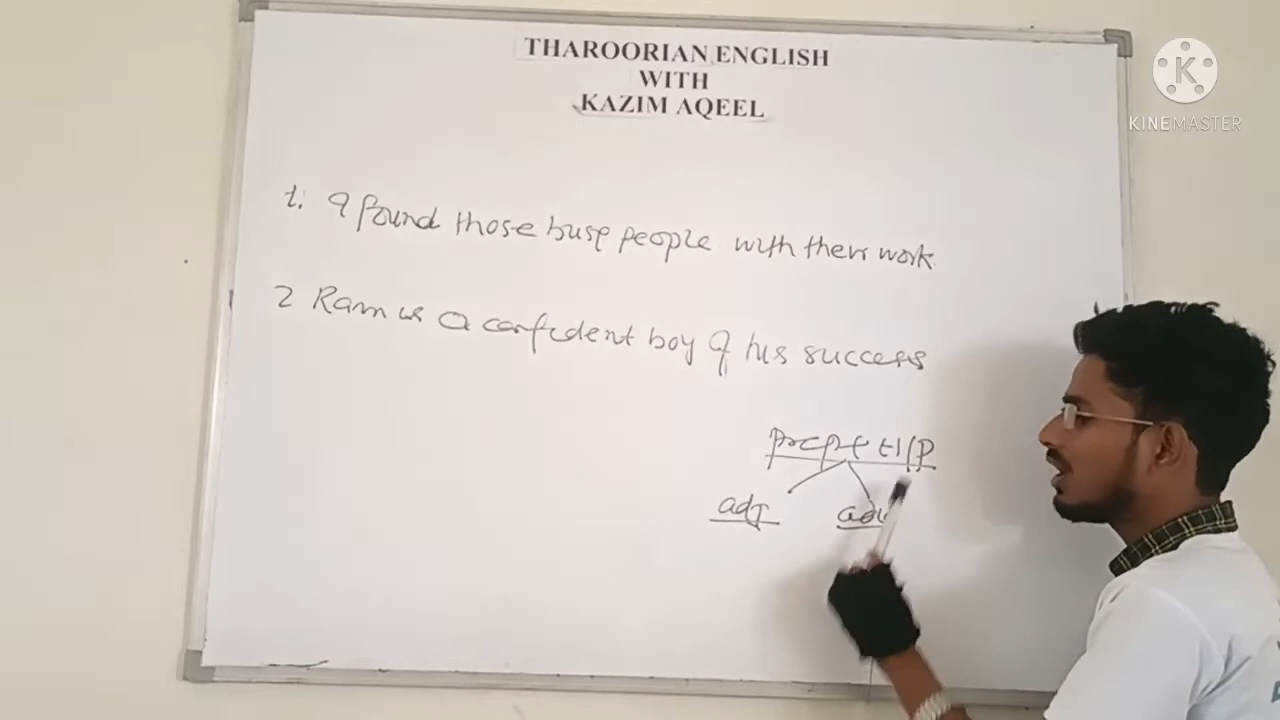 THAROORIAN ENGLISH
WITH
KAZIM AQEEL
KINEMASTER
1. I found those busy people with their work.
2 Ram is a confident boy of his success
adj adv